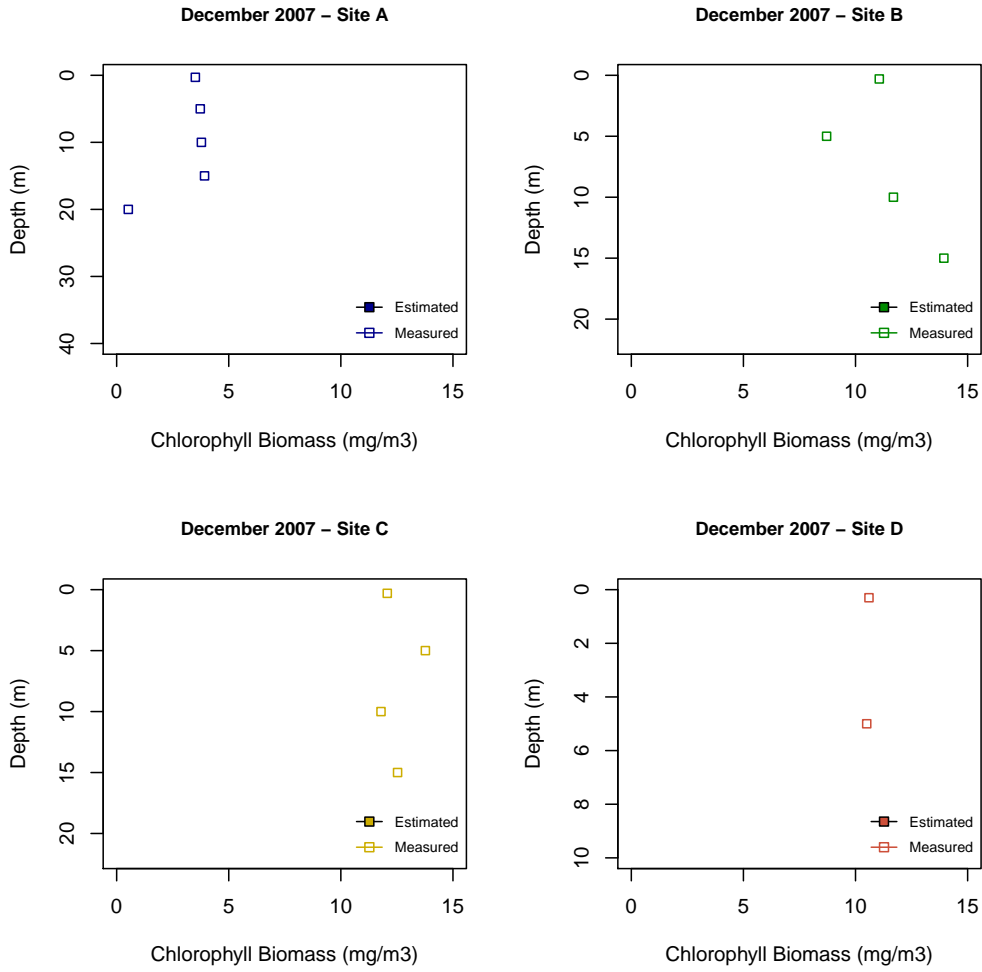 December 2007 – Site A
0
10
20
30
40
Depth (m)
Estimated
Measured
0 5 10 15
Chlorophyll Biomass (mg/m3)
December 2007 – Site B
0
5
10
15
20
Depth (m)
Estimated
Measured
0 5 10 15
Chlorophyll Biomass (mg/m3)
December 2007 – Site C
0
5
10
15
20
Depth (m)
Estimated
Measured
0 5 10 15
Chlorophyll Biomass (mg/m3)
December 2007 – Site D
0
2
4
6
8
10
Depth (m)
Estimated
Measured
0 5 10 15
Chlorophyll Biomass (mg/m3)